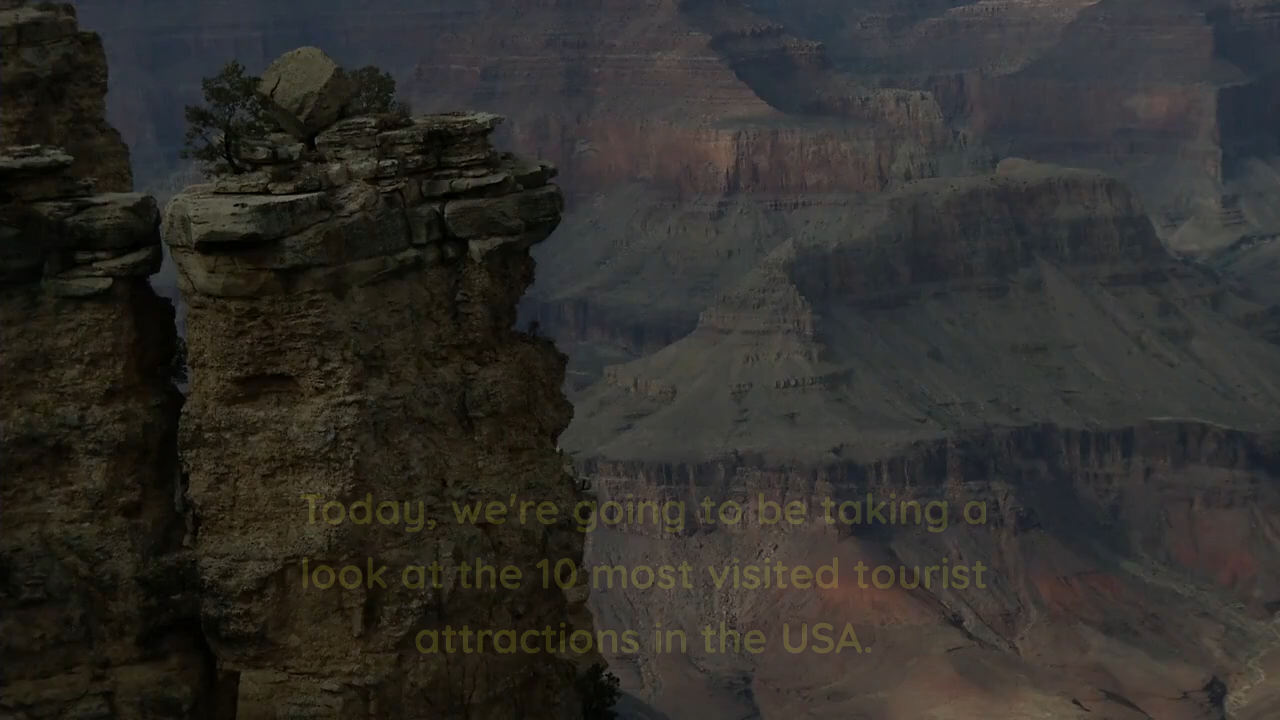 Today, we're going to be taking a
look at the 10 most visited tourist
attractions in the USA.